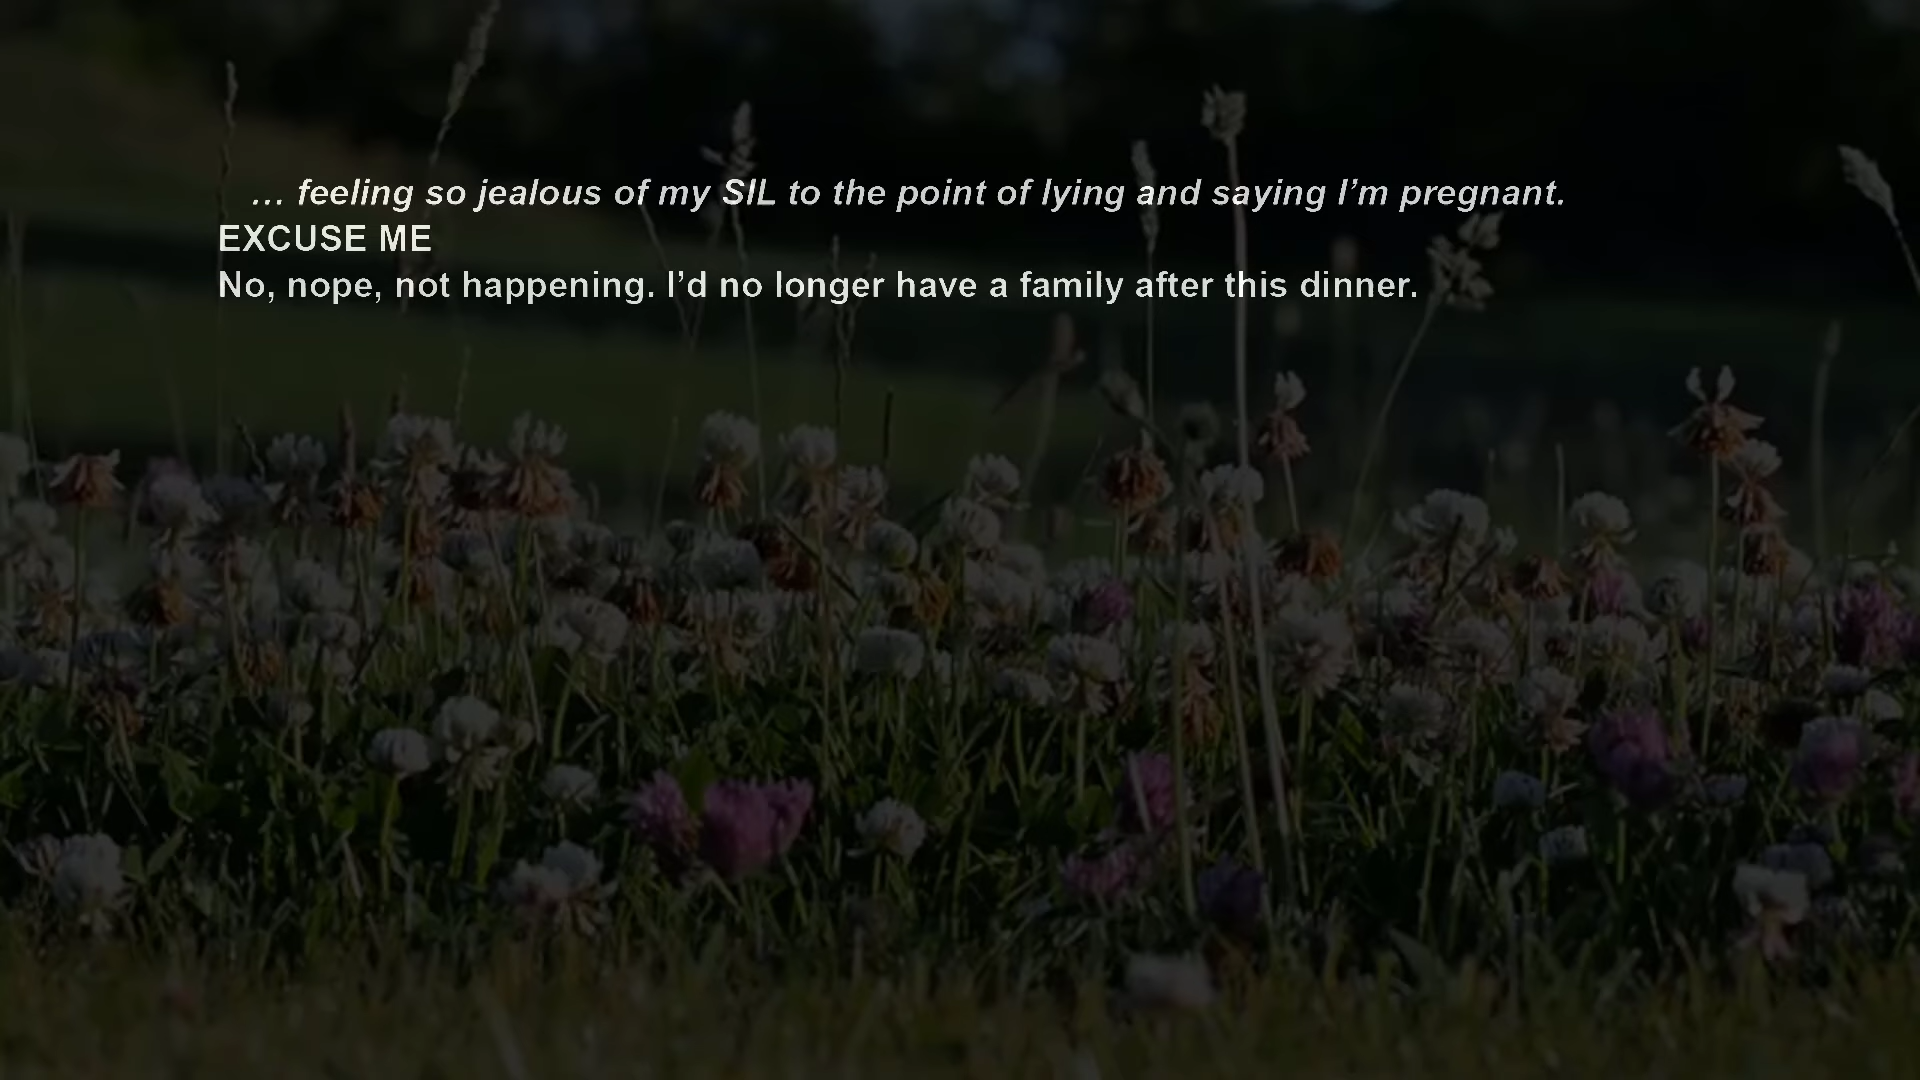 … feeling so jealous of my SIL to the point of lying and saying I’m pregnant.
EXCUSE ME
No, nope, not happening. I’d no longer have a family after this dinner.